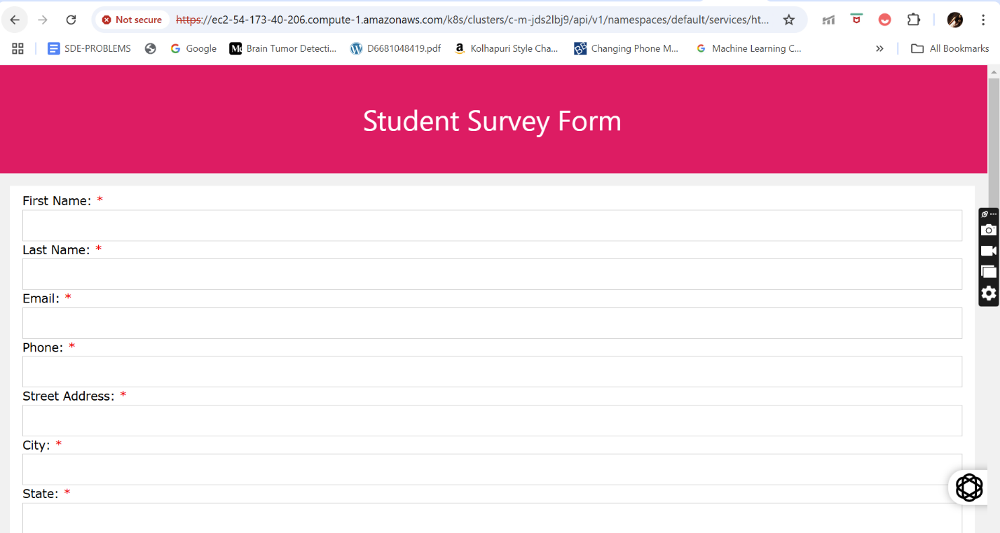 Not secure https://ec2-54-173-40-206.compute-1.amazonaws.com/k8s/clusters/c-m-jds2lbj9/api/v1/namespaces/default/services/ht...
SDE-PROBLEMS Google Brain Tumor Detecti... D6681048419.pdf Kolhapuri Style Cha... Changing Phone M... Machine Learning C... » All Bookmarks
Student Survey Form
First Name: *
Last Name: *
Email: *
Phone: *
Street Address: *
City: *
State: *